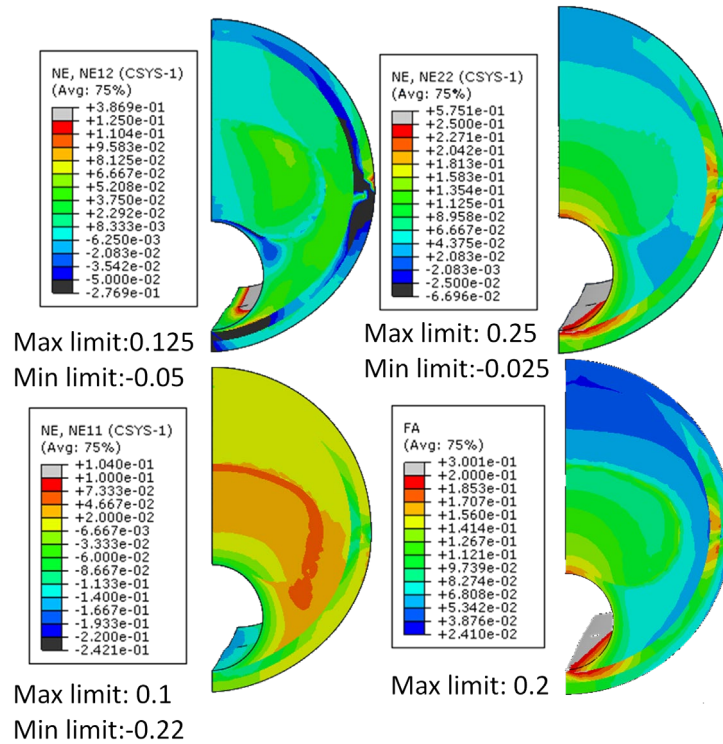 NE, NE12 (CSYS-1)
(Avg: 75%)
+3.869e-01
+1.250e-01
+1.104e-01
+9.583e-02
+8.125e-02
+6.667e-02
+5.208e-02
+3.750e-02
+2.292e-02
+8.333e-03
-6.250e-03
-2.083e-02
-3.542e-02
-5.000e-02
-2.769e-01
Max limit:0.125
Min limit:-0.05
NE, NE22 (CSYS-1)
(Avg: 75%)
+5.751e-01
+2.500e-01
+2.271e-01
+2.042e-01
+1.813e-01
+1.583e-01
+1.354e-01
+1.125e-01
+8.958e-02
+6.667e-02
+4.375e-02
+2.083e-02
-2.083e-03
-2.500e-02
-6.696e-02
Max limit: 0.25
Min limit:-0.025
NE, NE11 (CSYS-1)
(Avg: 75%)
+1.040e-01
+1.000e-01
+7.333e-02
+4.667e-02
+2.000e-02
-6.667e-03
-3.333e-02
-6.000e-02
-8.667e-02
-1.133e-01
-1.400e-01
-1.667e-01
-1.933e-01
-2.200e-01
-2.421e-01
Max limit: 0.1
Min limit:-0.22
FA
(Avg: 75%)
+3.001e-01
+2.000e-01
+1.853e-01
+1.707e-01
+1.560e-01
+1.414e-01
+1.267e-01
+1.121e-01
+9.739e-02
+8.274e-02
+6.808e-02
+5.342e-02
+3.876e-02
+2.410e-02
Max limit: 0.2